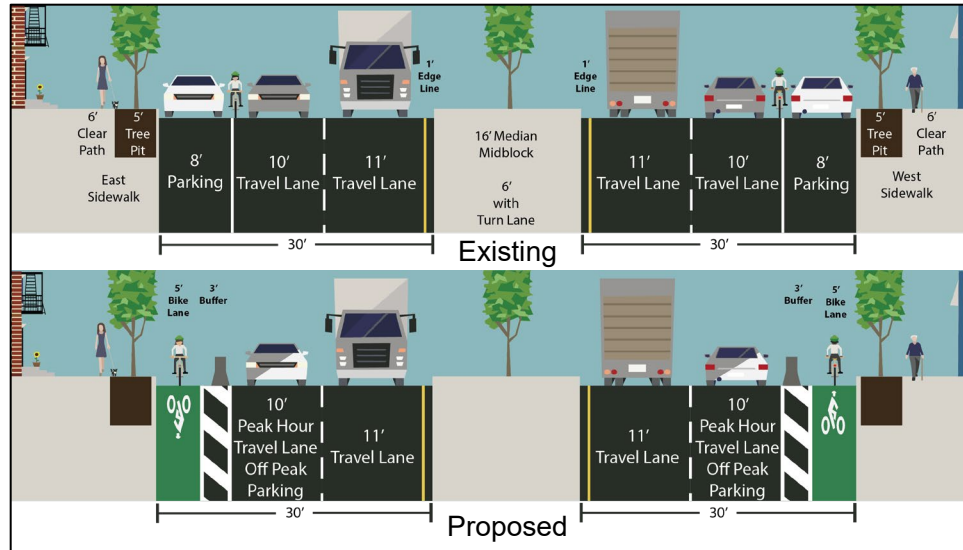 6’
Clear
Path
5’
Tree
Pit
East
Sidewalk
8’
Parking
10’
Travel Lane
11’
Travel Lane
1’
Edge
Line
16’ Median
Midblock
6’
with
Turn Lane
1’
Edge
Line
11’
Travel Lane
10’
Travel Lane
8’
Parking
5’
Tree
Pit
6’
Clear
Path
West
Sidewalk
30’
Existing
30’
5’
Bike
Lane
3’
Buffer
10’
Peak Hour
Travel Lane
Off Peak
Parking
11’
Travel Lane
11’
Travel Lane
10’
Peak Hour
Travel Lane
Off Peak
Parking
3’
Buffer
5’
Bike
Lane
30’
Proposed
30’